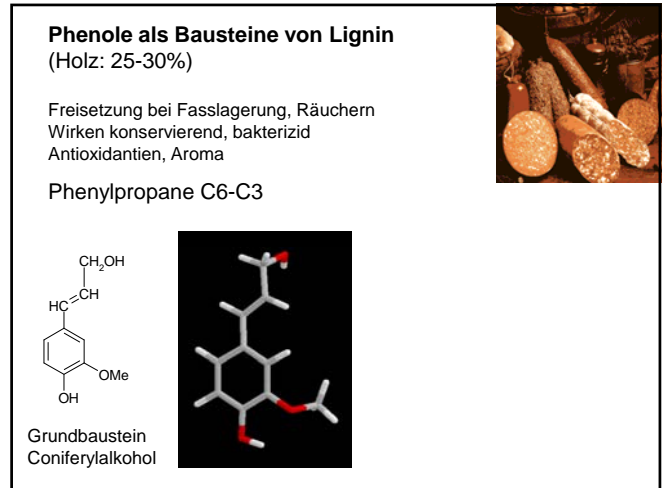 Phenole als Bausteine von Lignin
(Holz: 25-30%)
Freisetzung bei Fasslagerung, Räuchern
Wirken konservierend, bakterizid
Antioxidantien, Aroma
Phenylpropane C6-C3
CH2OH
HC CH
OMe
OH
Grundbaustein
Coniferylalkohol